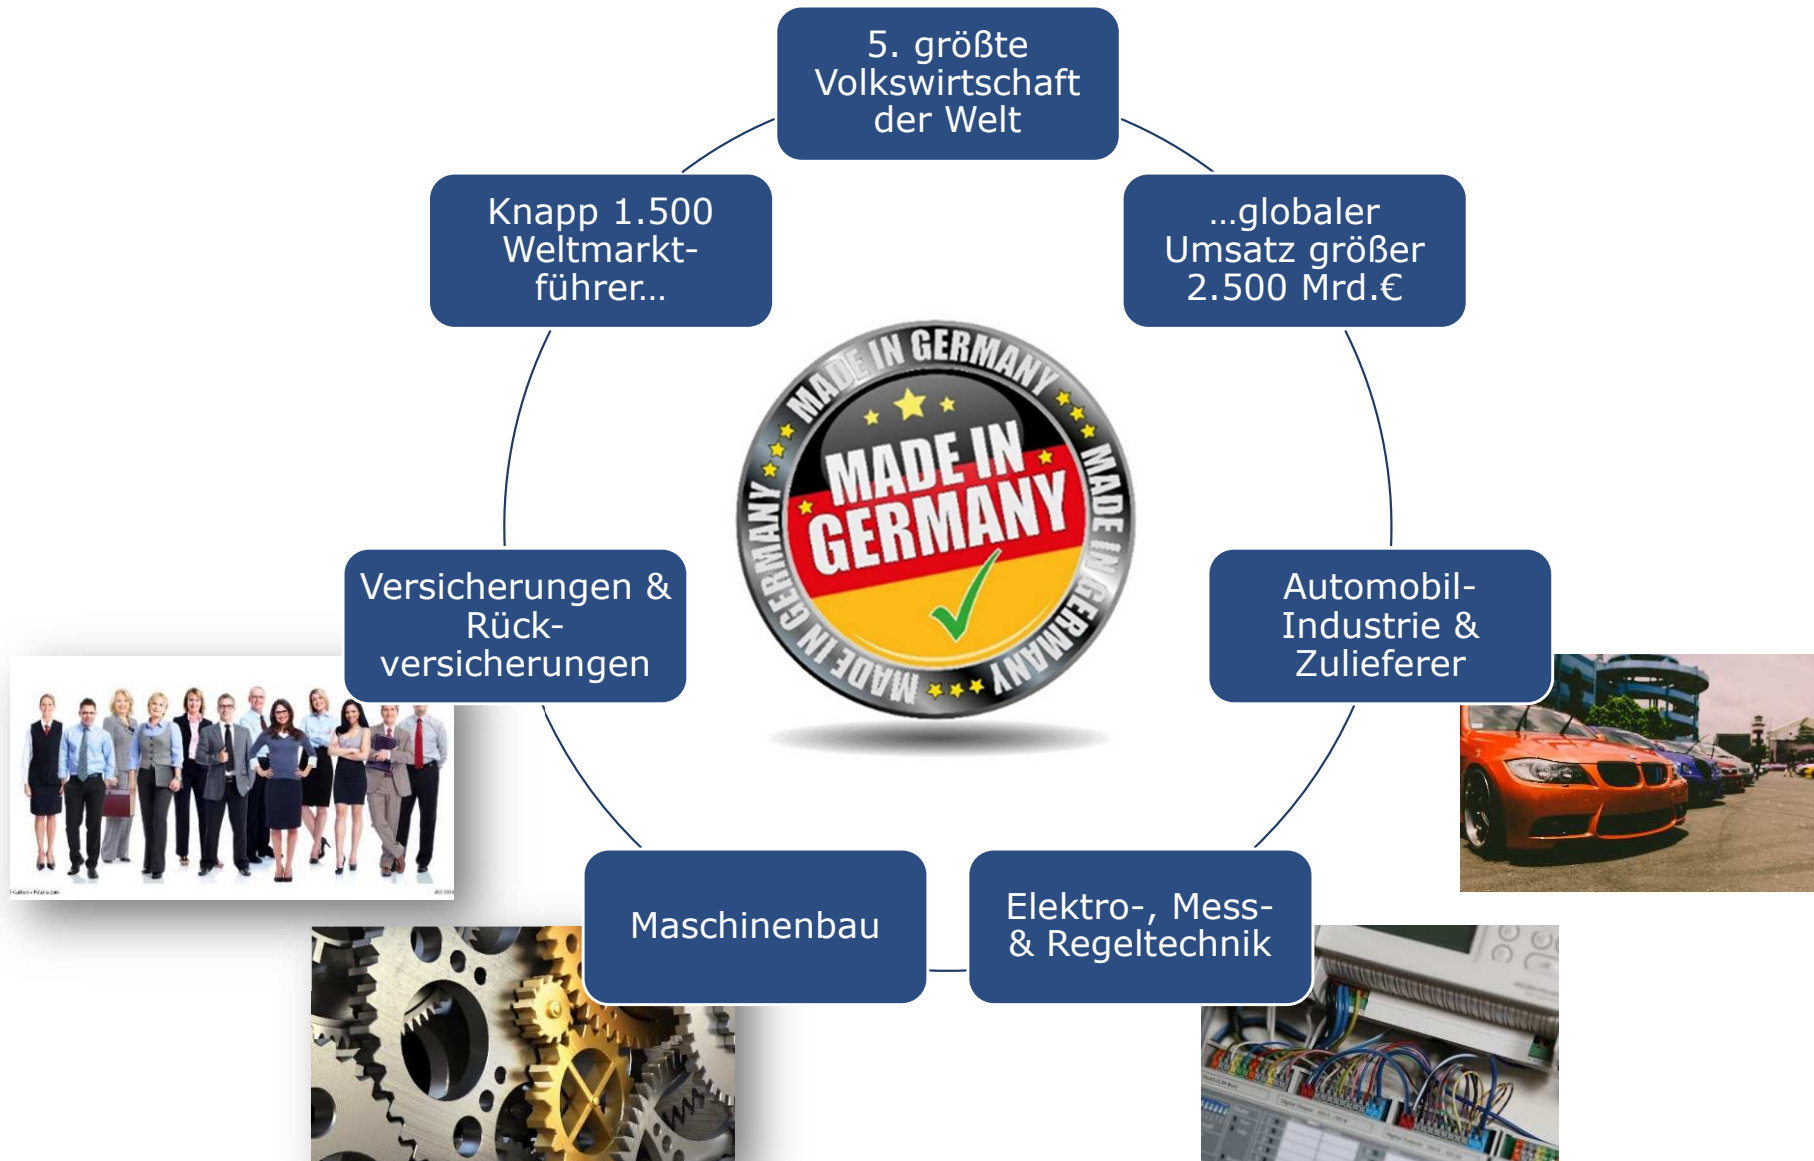 5. größte
Volkswirtschaft
der Welt
Knapp 1.500
Weltmarkt-
führer…
…globaler
Umsatz größer
2.500 Mrd.€
MADE IN GERMANY
MADE IN GERMANY
MADE IN GERMANY
MADE IN
GERMANY
Versicherungen &
Rück-
versicherungen
Automobil-
Industrie &
Zulieferer
Maschinenbau
Elektro-, Mess-
& Regeltechnik